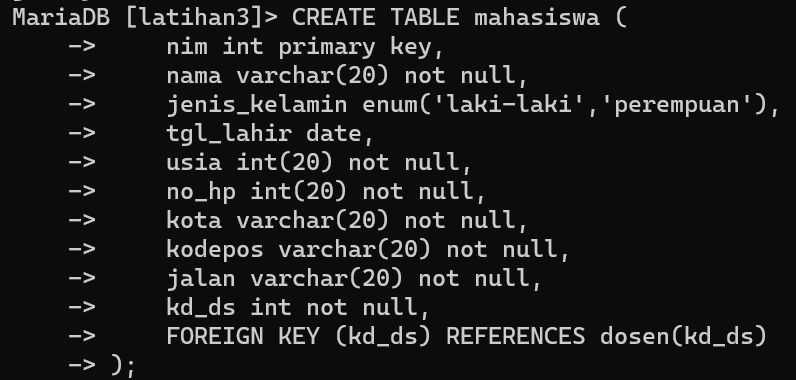 MariaDB [latihan3]> CREATE TABLE mahasiswa (
    ->     nim int primary key,
    ->     nama varchar(20) not null,
    ->     jenis_kelamin enum('laki-laki','perempuan'),
    ->     tgl_lahir date,
    ->     usia int(20) not null,
    ->     no_hp int(20) not null,
    ->     kota varchar(20) not null,
    ->     kodepos varchar(20) not null,
    ->     jalan varchar(20) not null,
    ->     kd_ds int not null,
    ->     FOREIGN KEY (kd_ds) REFERENCES dosen(kd_ds)
    -> );